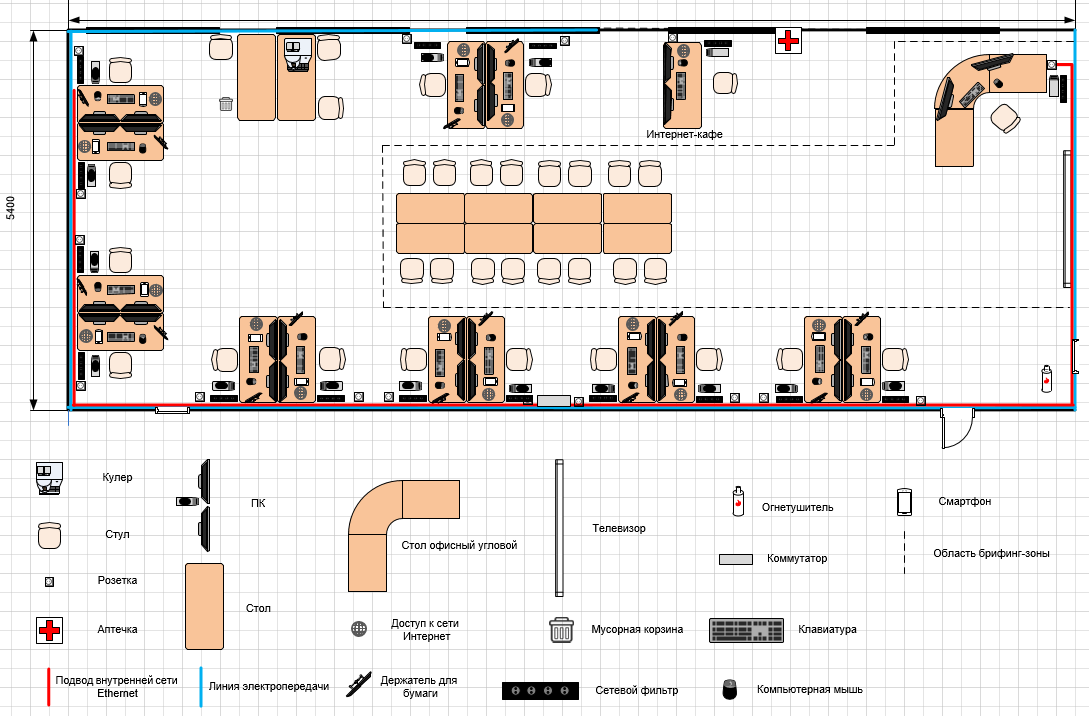 Интернет-кафе
5400
Кулер
ПК
Стул
Стол офисный угловой
Телевизор
Огнетушитель
Смартфон
Розетка
Коммутатор
Область брифинг-зоны
Стол
Аптечка
Доступ к сети
Интернет
Мусорная корзина
Клавиатура
Подвод внутренней сети
Ethernet
Линия электропередачи
Держатель для
бумаги
Сетевой фильтр
Компьютерная мышь